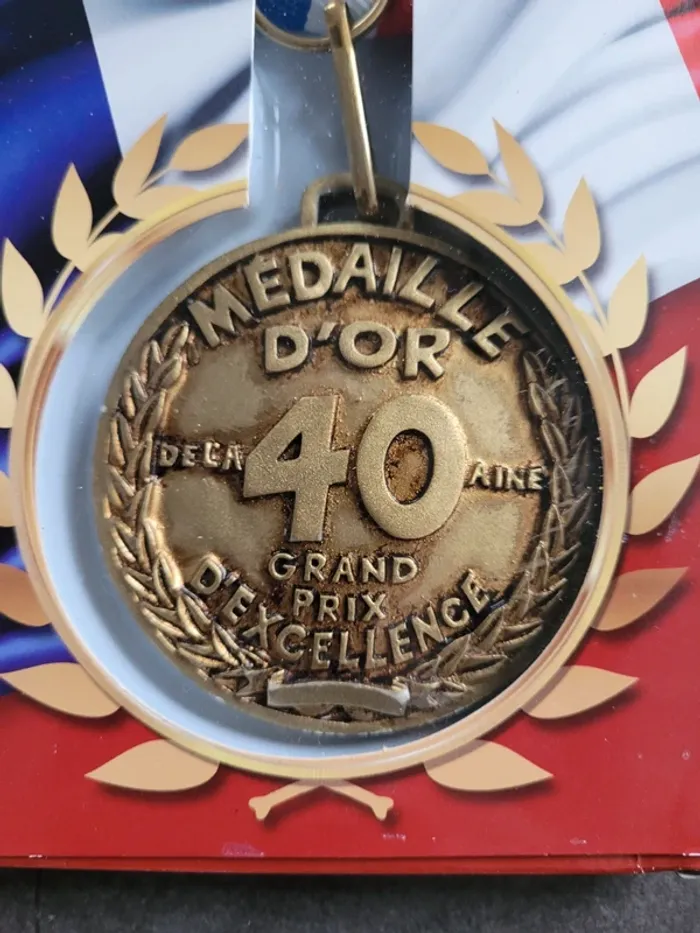 MÉDAILLE
D'OR
DE LA 40 AINE
GRAND
PRIX
D'EXCELLENCE